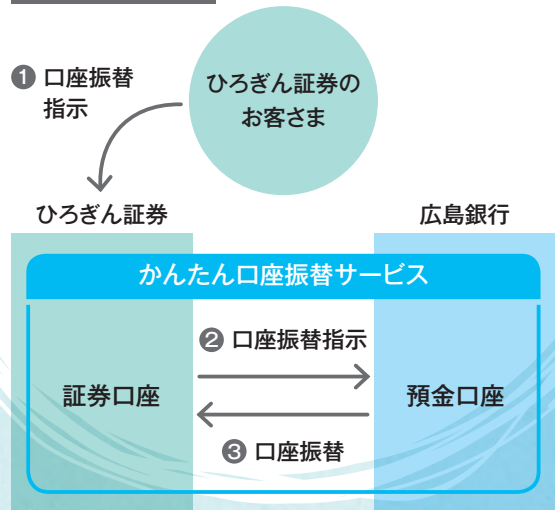 ❶ 口座振替
指示
ひろぎん証券の
お客さま
ひろぎん証券
広島銀行
かんたん口座振替サービス
❷ 口座振替指示
証券口座
預金口座
❸ 口座振替